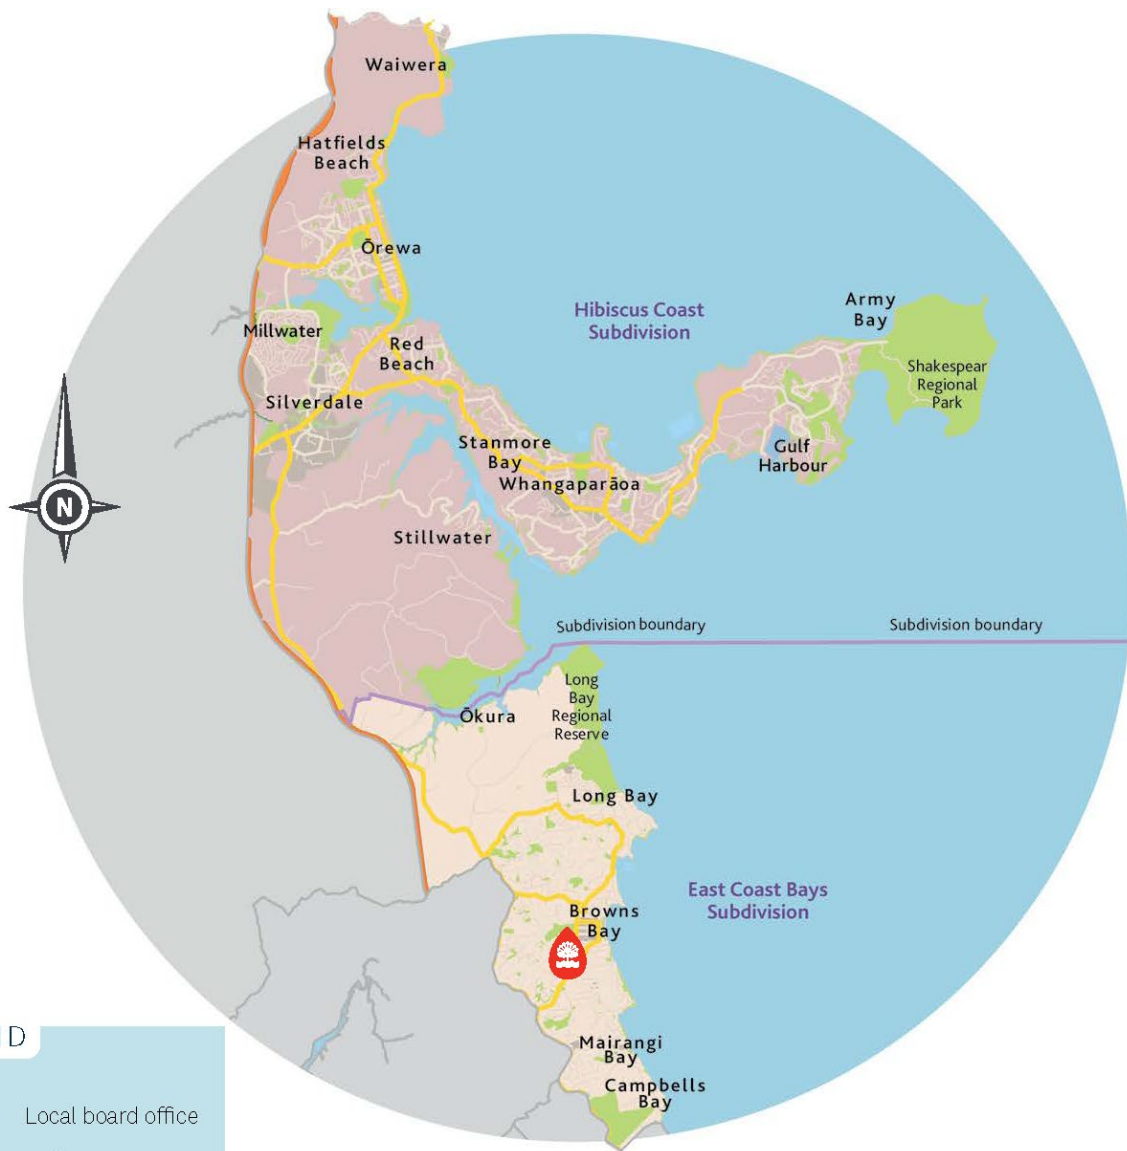 Waiwera
Hatfields
Beach
Ōrewa
Hibiscus Coast
Subdivision
Army
Bay
Millwater
Red
Beach
Shakespear
Regional
Park
Silverdale
Stanmore
Bay
Gulf
Harbour
Whangaparāoa
N
Stillwater
Subdivision boundary
Subdivision boundary
Long
Bay
Regional
Reserve
Ōkura
Long Bay
East Coast Bays
Subdivision
Browns
Bay
Mairangi
Bay
Campbells
Bay
D
Local board office